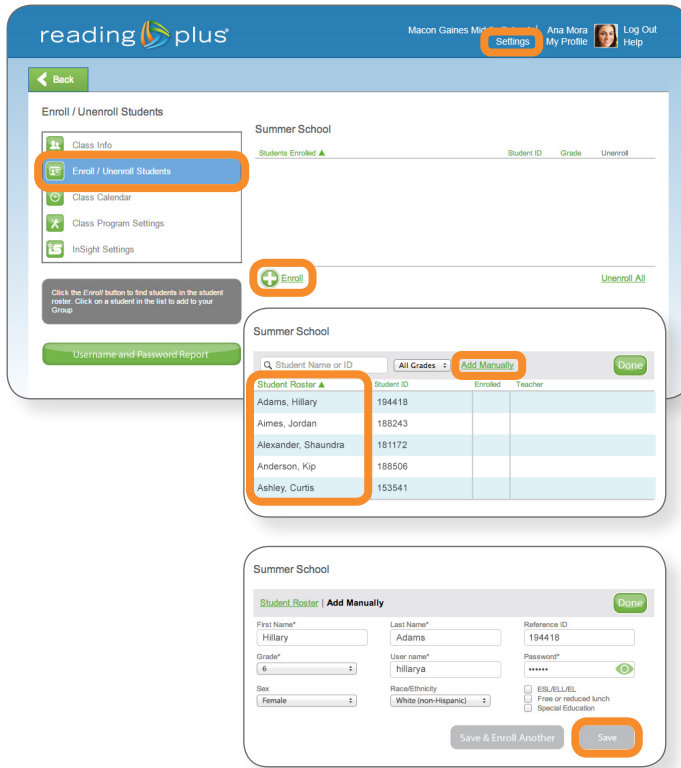 reading plus®
Macon Gaines Mid
Ana Mora
Log Out
Settings
My Profile
Help
Back
Enroll / Unenroll Students
Class Info
Enroll / Unenroll Students
Class Calendar
Class Program Settings
InSight Settings
Click the Enroll button to find students in the student
roster. Click on a student in the list to add to your
Group
Username and Password Report
Summer School
Students Enrolled ▲ Student ID Grade Unenroll
Enroll
Unenroll All
Summer School
Student Name or ID All Grades Add Manually Done
Student Roster ▲ Student ID Enrolled Teacher
Adams, Hillary 194418
Aimes, Jordan 188243
Alexander, Shaundra 181172
Anderson, Kip 188506
Ashley, Curtis 153541
Summer School
Student Roster | Add Manually Done
First Name* Last Name* Reference ID
Hillary Adams 194418
Grade* User name* Password*
6 hillarya ••••••
Sex Race/Ethnicity ESL/ELL/EL
Female White (non-Hispanic) Free or reduced lunch
Special Education
Save & Enroll Another Save